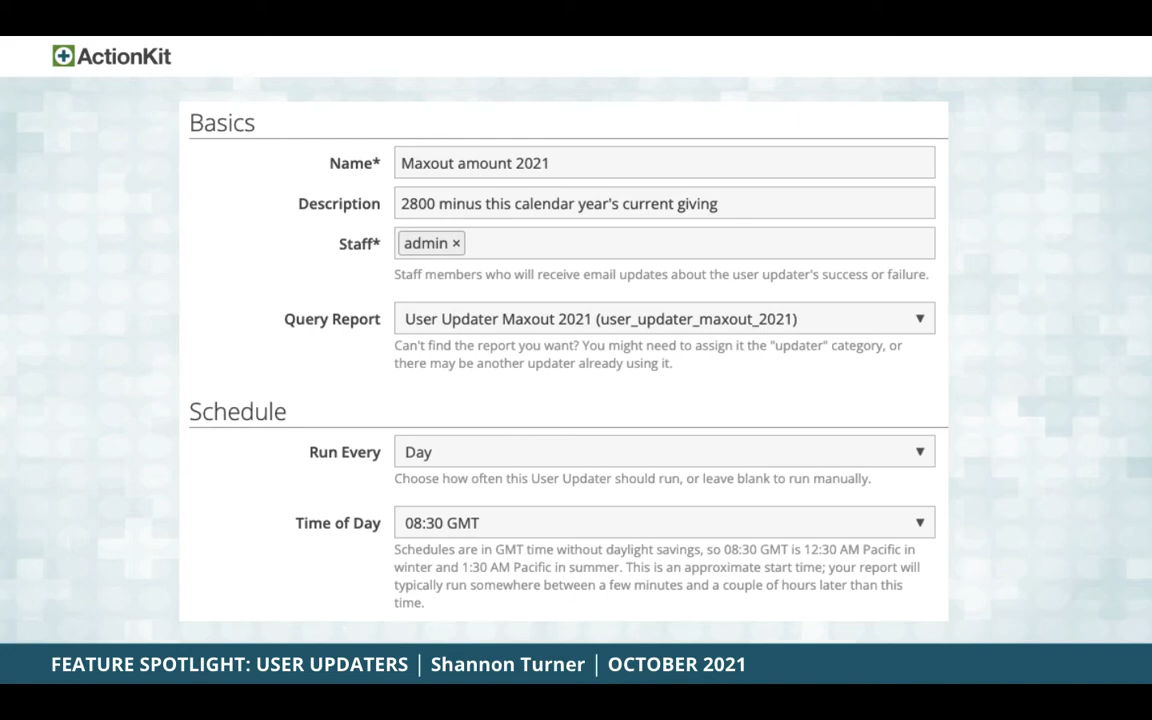 ActionKit
Basics
Name* Maxout amount 2021
Description 2800 minus this calendar year's current giving
Staff* admin ×
Staff members who will receive email updates about the user updater's success or failure.
Query Report User Updater Maxout 2021 (user_updater_maxout_2021) ▼
Can't find the report you want? You might need to assign it the "updater" category, or
there may be another updater already using it.
Schedule
Run Every Day ▼
Choose how often this User Updater should run, or leave blank to run manually.
Time of Day 08:30 GMT ▼
Schedules are in GMT time without daylight savings, so 08:30 GMT is 12:30 AM Pacific in
winter and 1:30 AM Pacific in summer. This is an approximate start time; your report will
typically run somewhere between a few minutes and a couple of hours later than this
time.
FEATURE SPOTLIGHT: USER UPDATERS | Shannon Turner | OCTOBER 2021